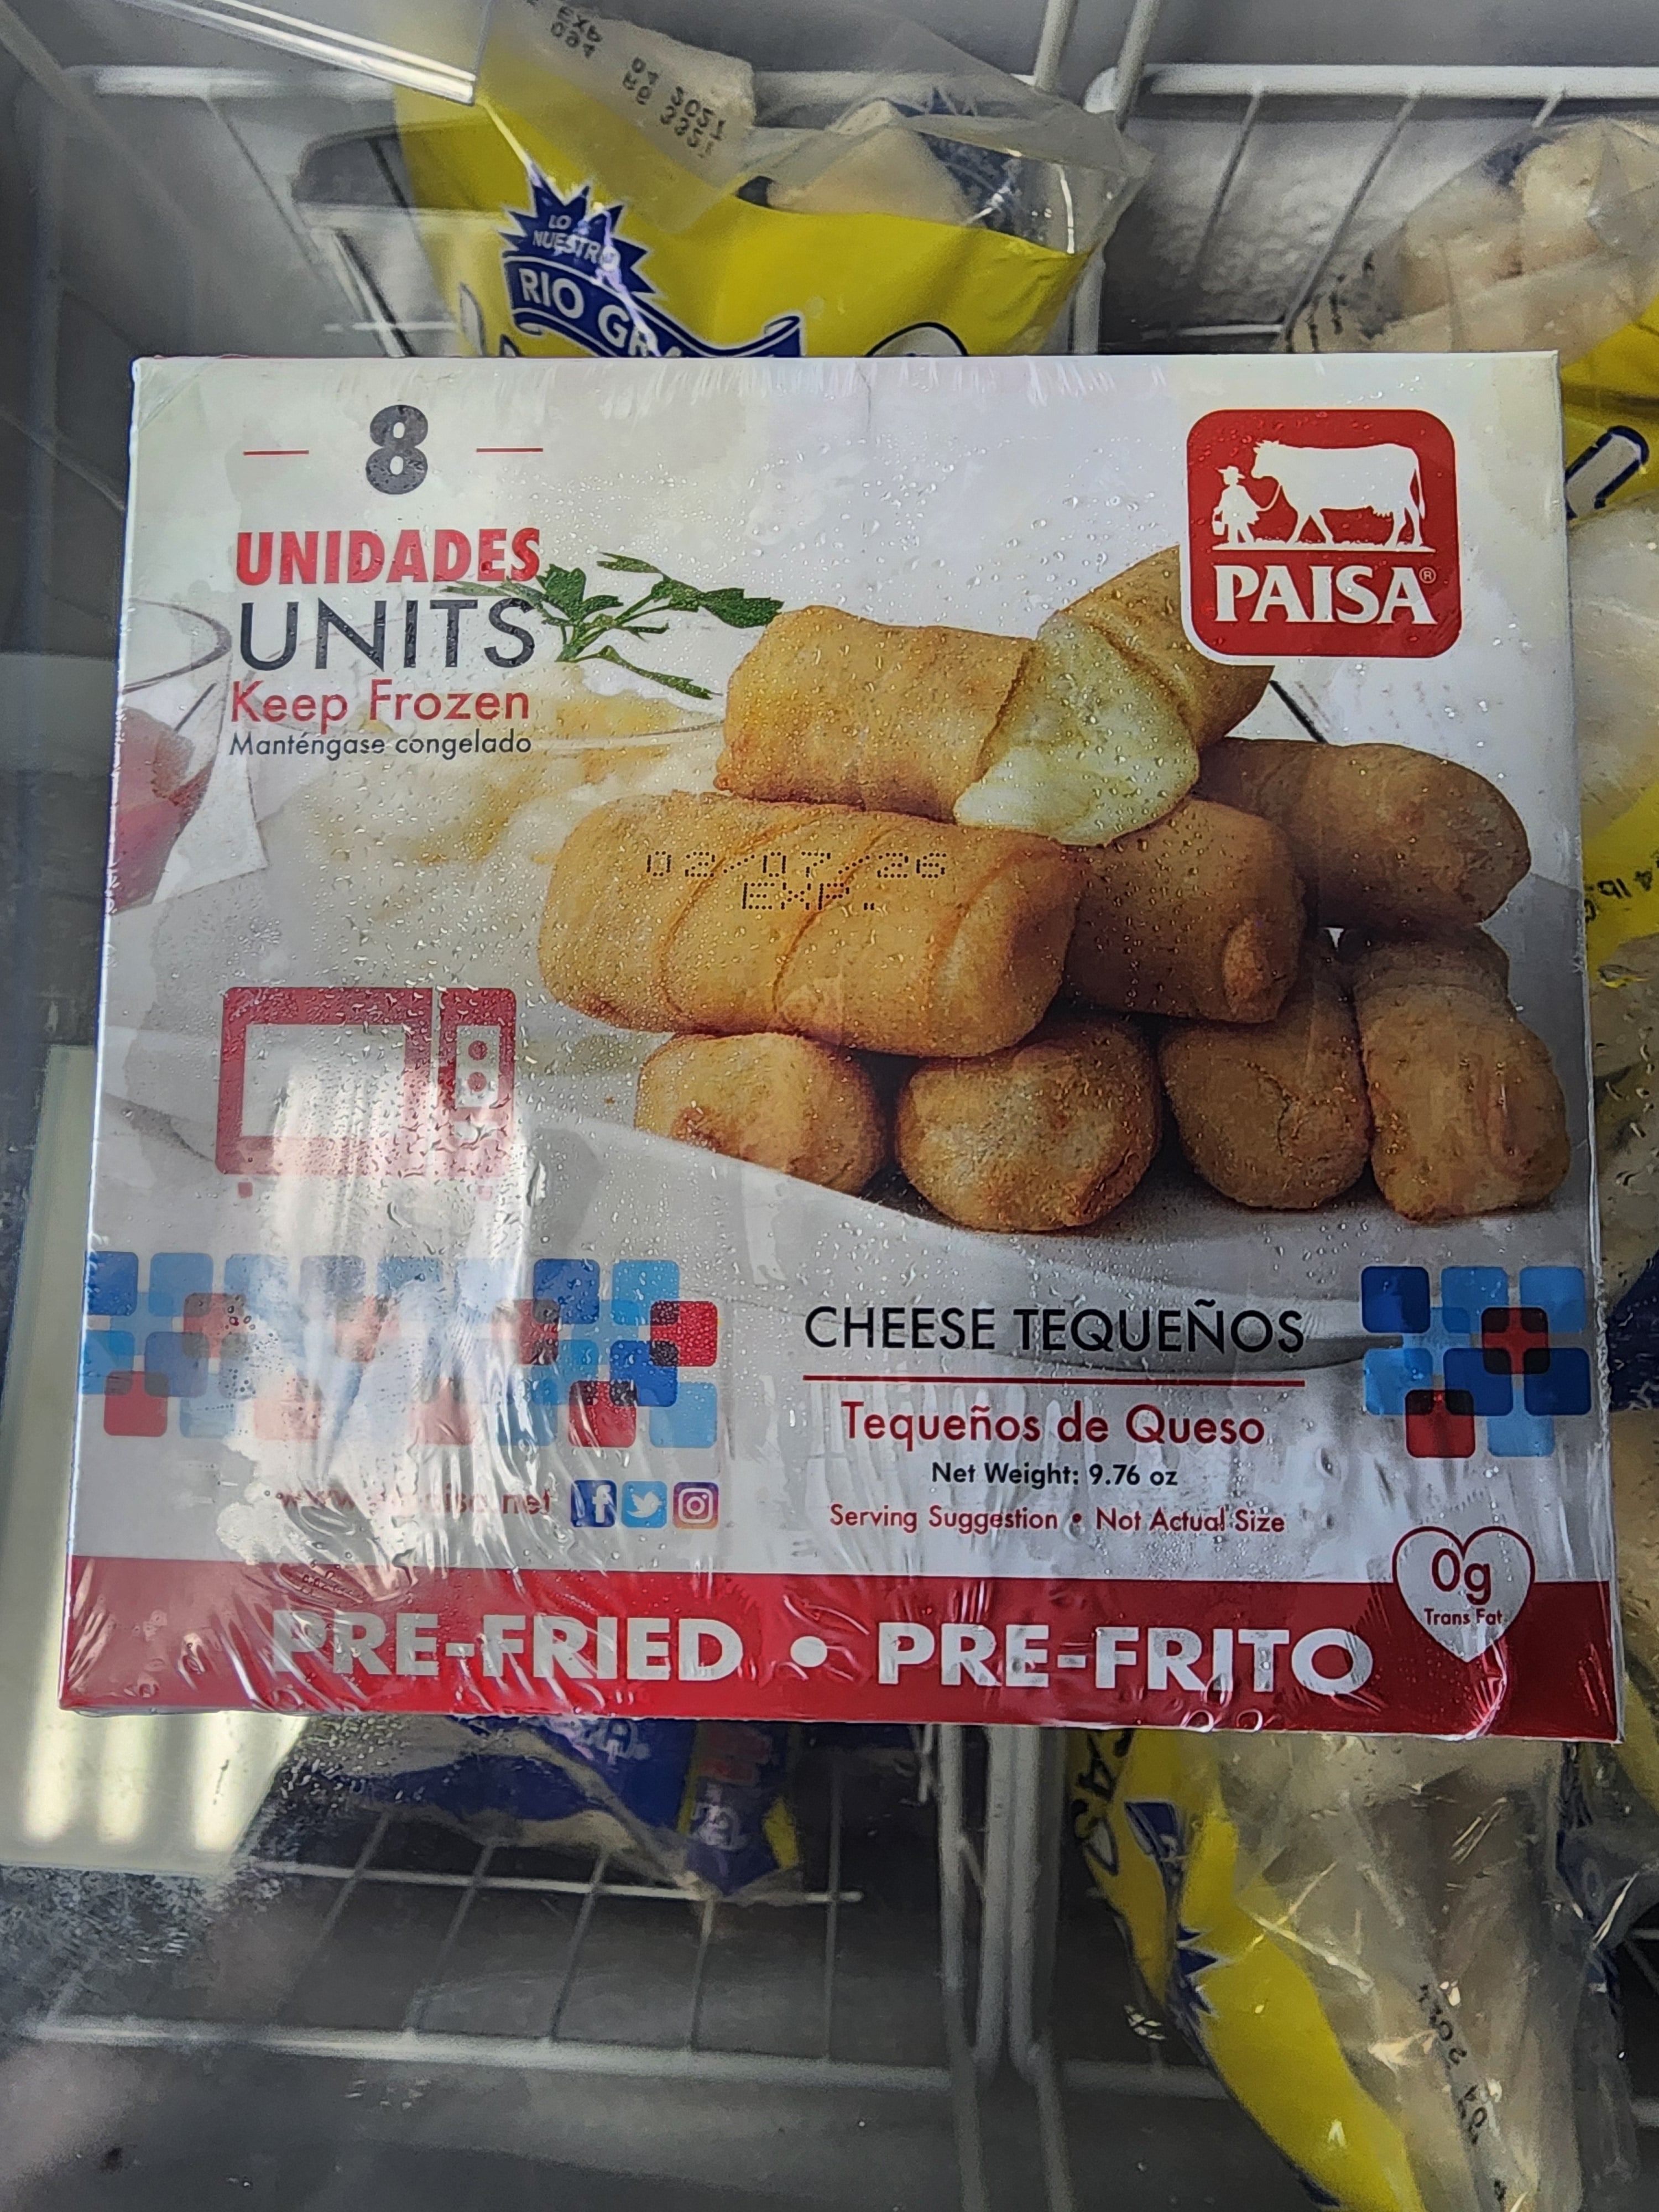 LO
NUESTRO
RIO
8
UNIDADES
UNITS
Keep Frozen
Manténgase congelado
PAISA®
02/07/26
EXP.
CHEESE TEQUEÑOS
Tequeños de Queso
Net Weight: 9.76 oz
Serving Suggestion • Not Actual Size
0g
Trans Fat
PRE-FRIED • PRE-FRITO